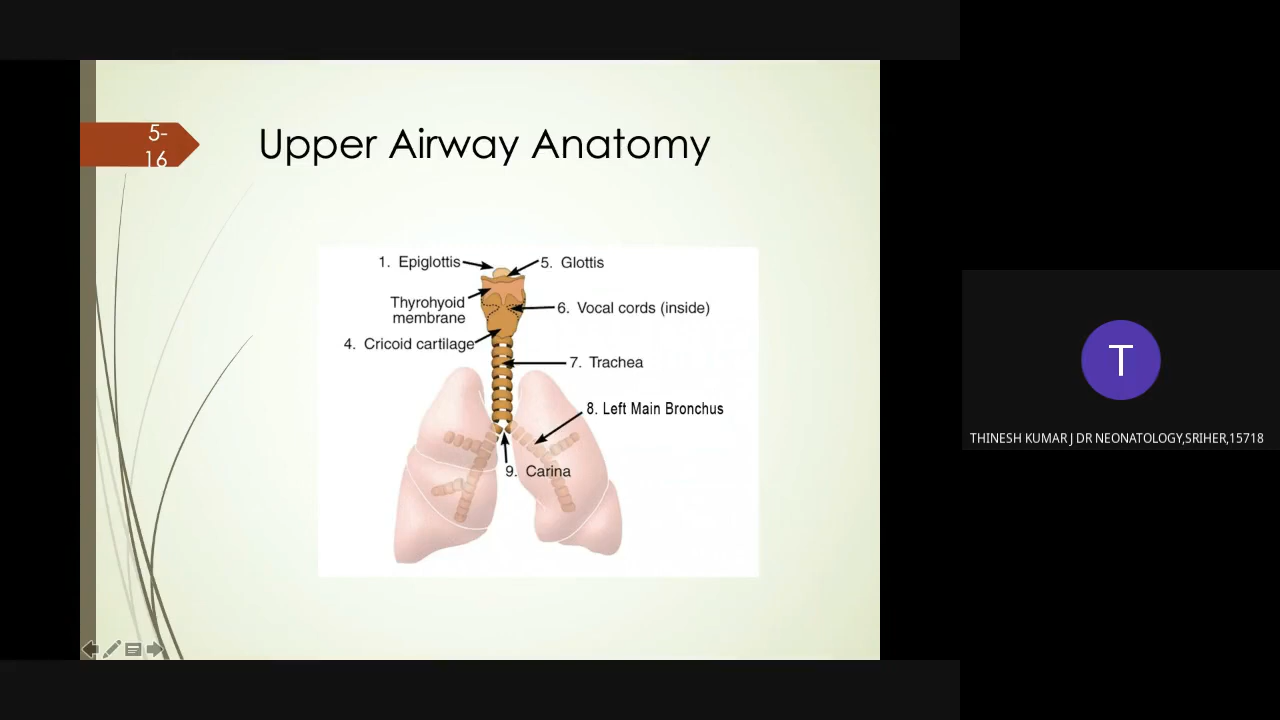 5-
16
Upper Airway Anatomy
1. Epiglottis
5. Glottis
Thyrohyoid
membrane
6. Vocal cords (inside)
4. Cricoid cartilage
7. Trachea
8. Left Main Bronchus
9. Carina
T
THINESH KUMAR J DR NEONATOLOGY,SRIHER,15718